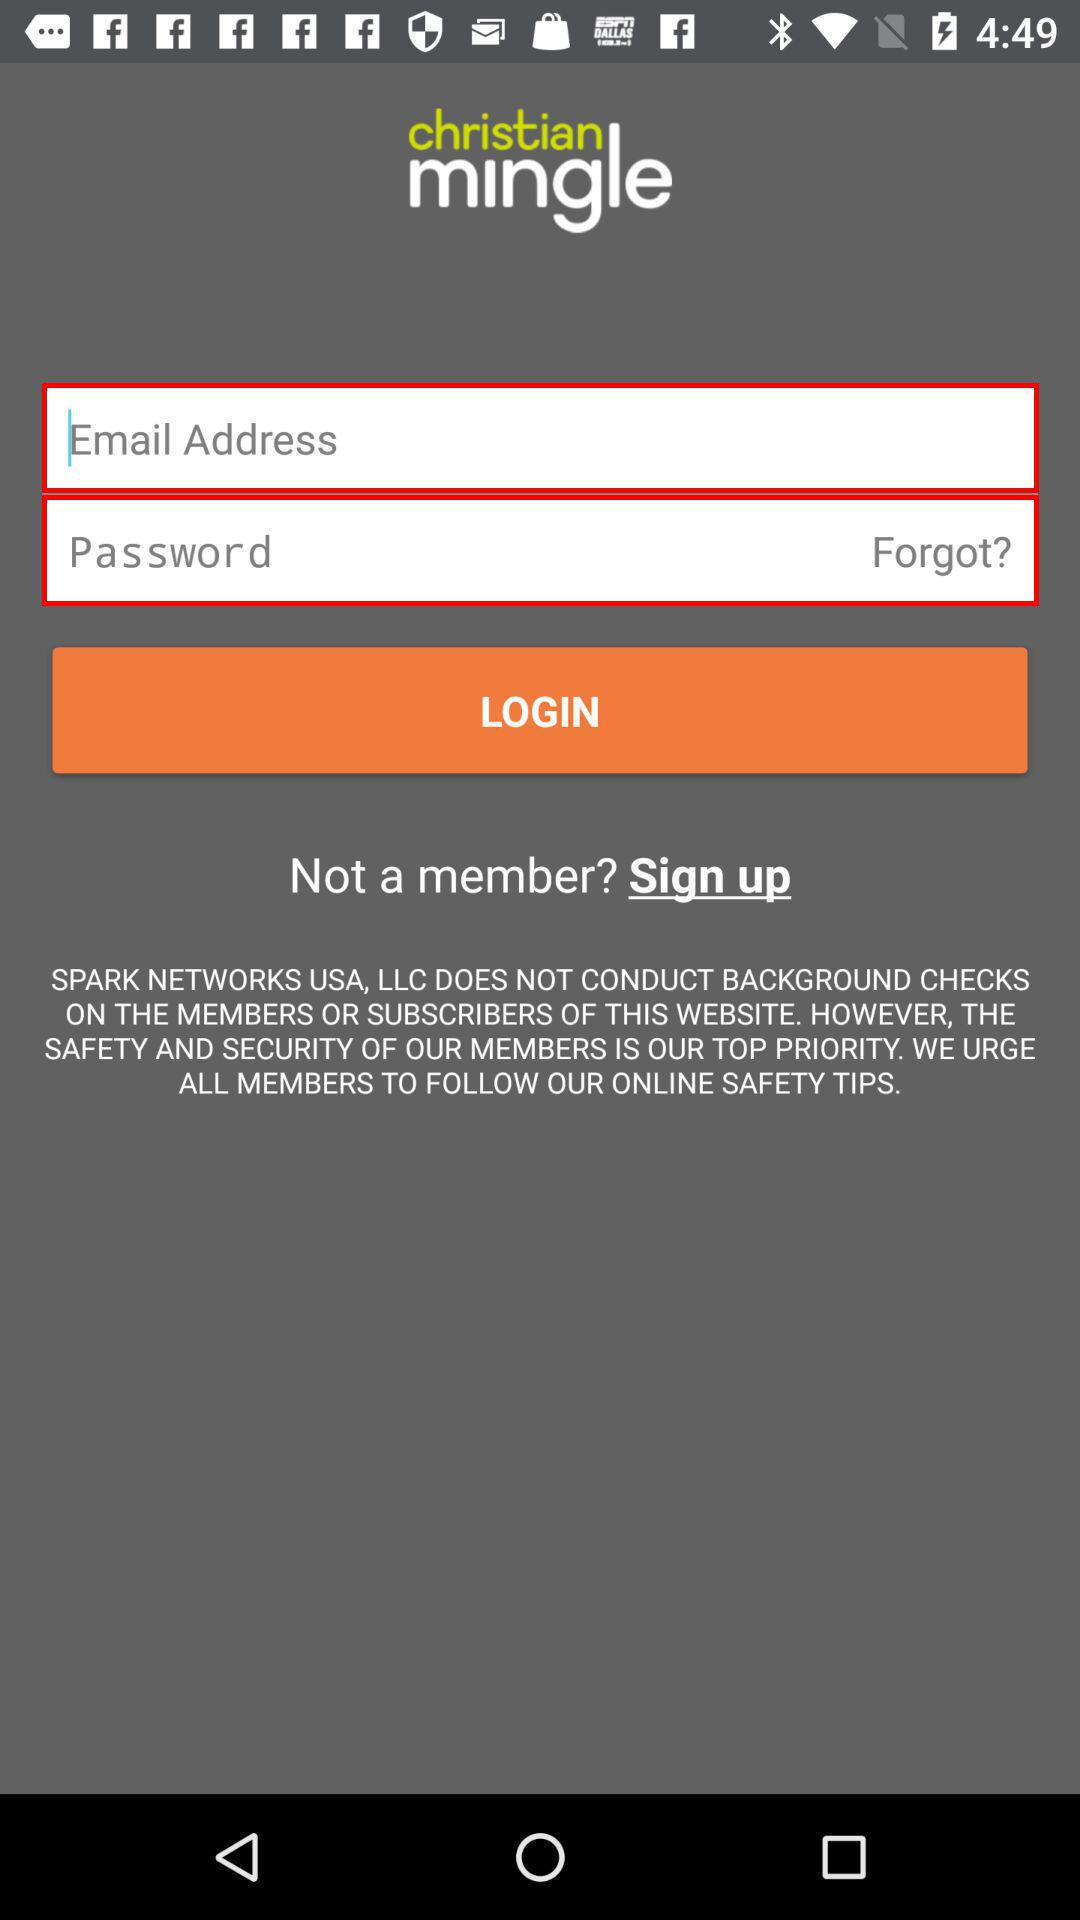 ESPN
DALLAS
4:49
christian
mingle
Email Address
Password Forgot?
LOGIN
Not a member? Sign up
SPARK NETWORKS USA, LLC DOES NOT CONDUCT BACKGROUND CHECKS
ON THE MEMBERS OR SUBSCRIBERS OF THIS WEBSITE. HOWEVER, THE
SAFETY AND SECURITY OF OUR MEMBERS IS OUR TOP PRIORITY. WE URGE
ALL MEMBERS TO FOLLOW OUR ONLINE SAFETY TIPS.